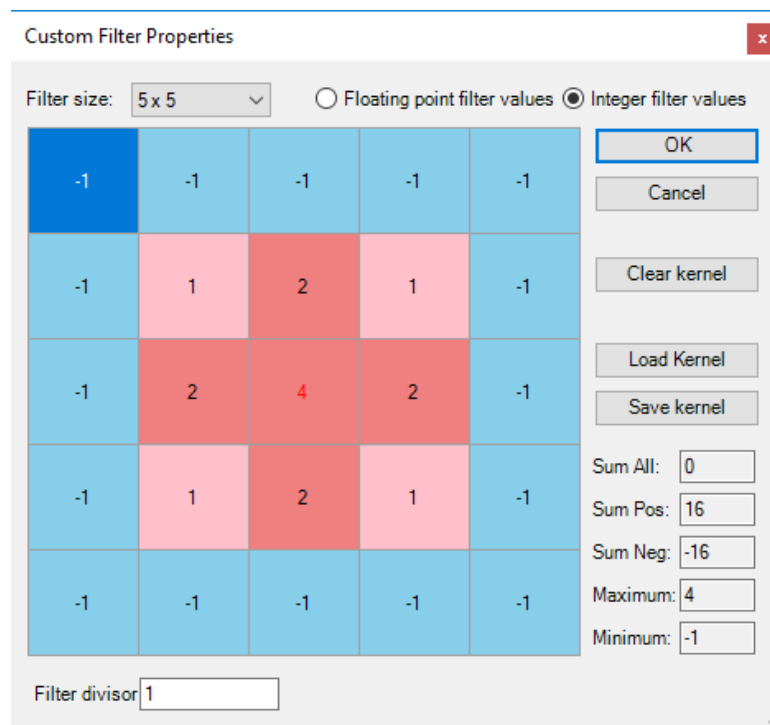 Custom Filter Properties
x
Filter size: 5 x 5 Floating point filter values Integer filter values
-1 -1 -1 -1 -1
OK
Cancel
-1 1 2 1 -1
Clear kernel
-1 2 4 2 -1
Load Kernel
Save kernel
-1 1 2 1 -1
Sum All: 0
Sum Pos: 16
Sum Neg: -16
-1 -1 -1 -1 -1
Maximum: 4
Minimum: -1
Filter divisor 1